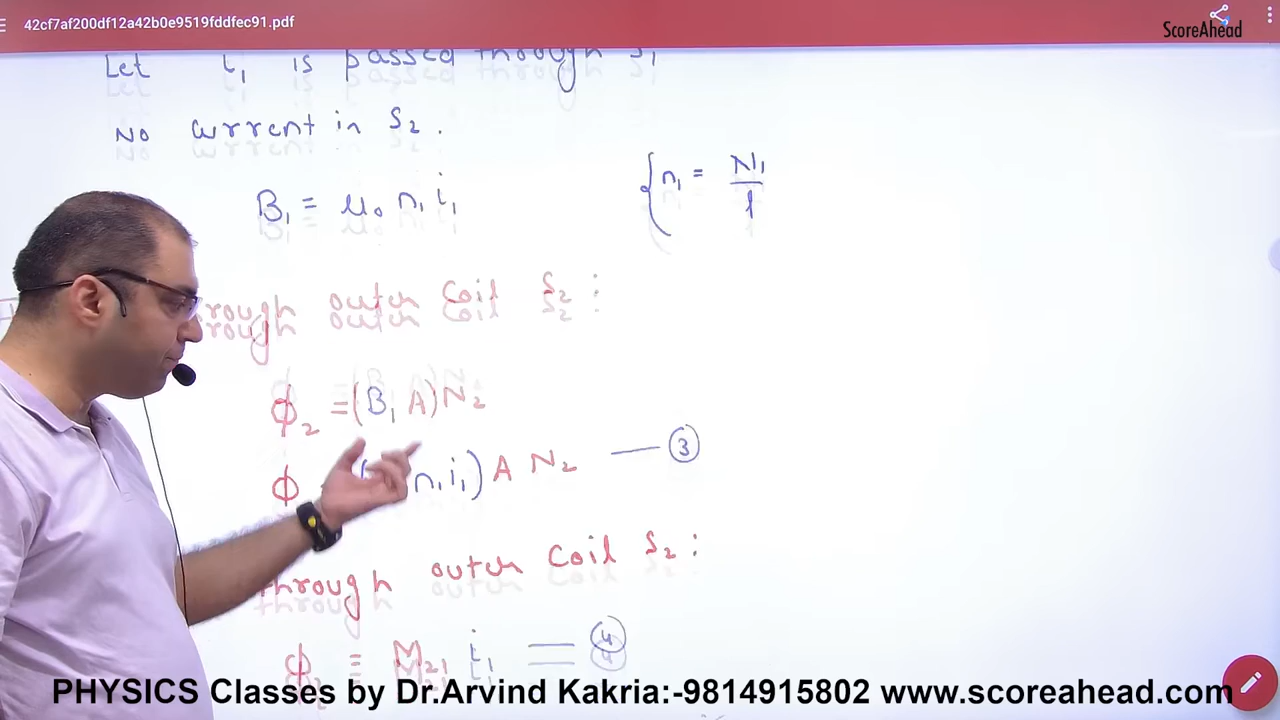 42cf7af200df12a42b0e9519fddfec91.pdf
ScoreAhead
Let i₁ is passed through S₁
No current in S₂.
B₁ = μ₀ n₁ i₁ { n₁ = N₁/l
outer Coil S₂ :
ϕ₂ = (B₁ A) N₂
ϕ n₁ i₁) A N₂ — ③
through outer Coil S₂ :
ϕ₂ = M₂₁ i₁ — ④
PHYSICS Classes by Dr.Arvind Kakria:-9814915802 www.scoreahead.com